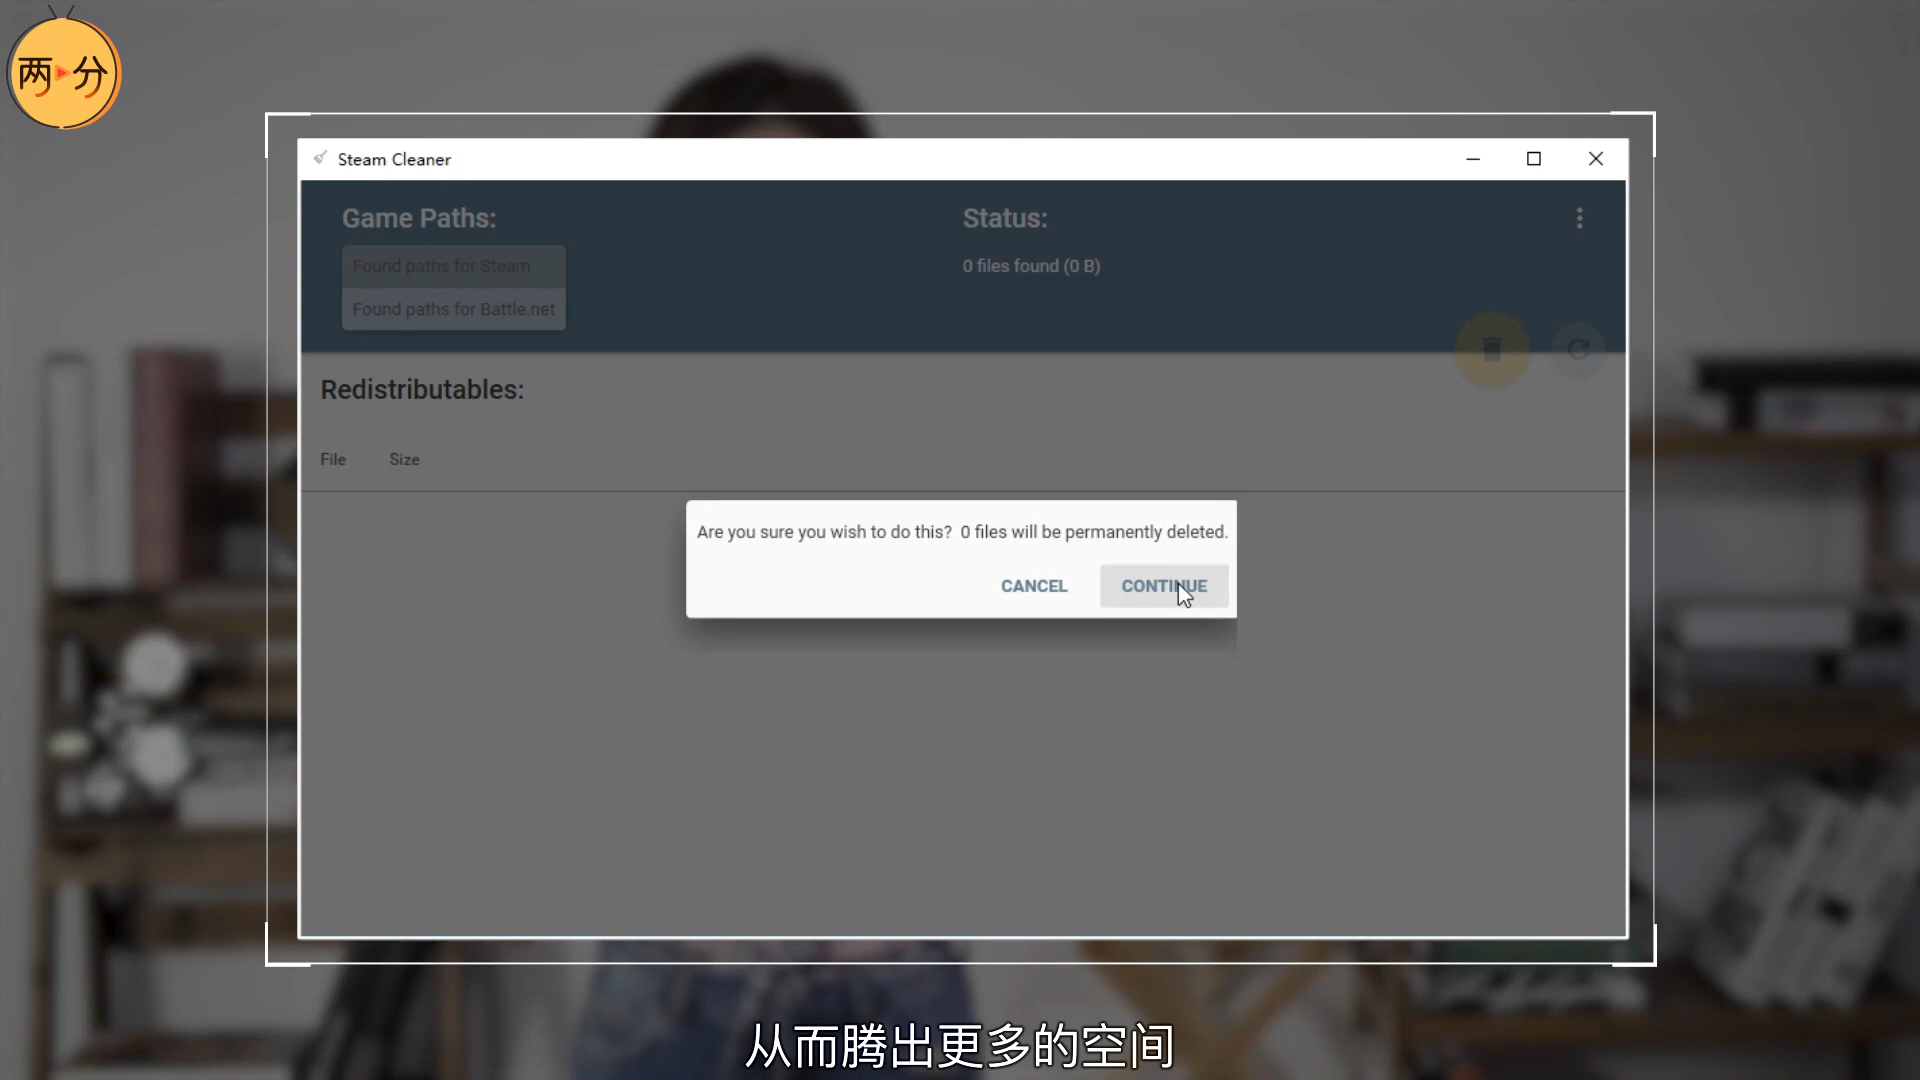 两分
Steam Cleaner
Game Paths:
Status:
Found paths for Steam
0 files found (0 B)
Found paths for Battle.net
Redistributables:
File Size
Are you sure you wish to do this? 0 files will be permanently deleted.
CANCEL CONTINUE
从而腾出更多的空间